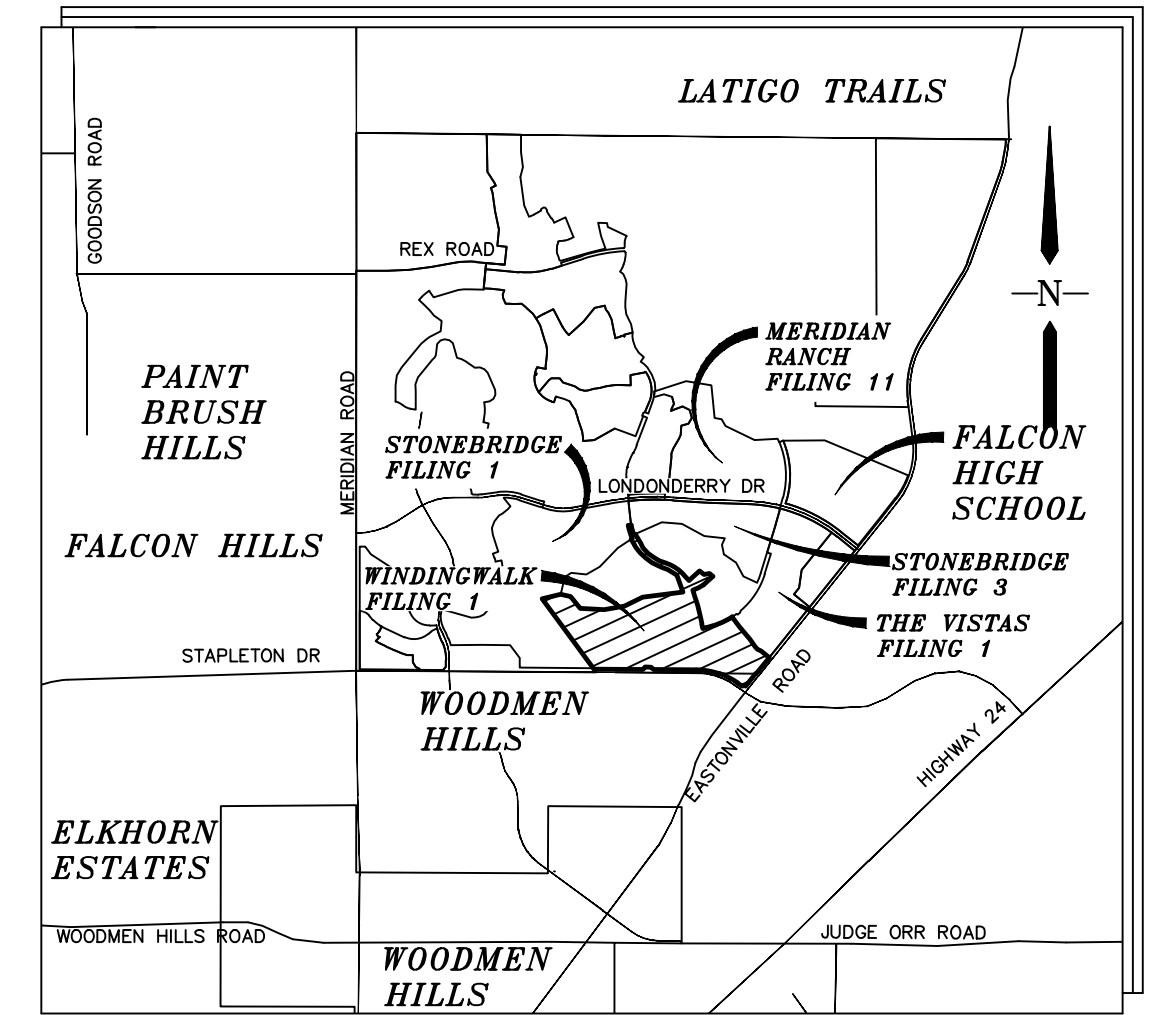 LATIGO TRAILS
GOODSON ROAD
REX ROAD
N
MERIDIAN
RANCH
FILING 11
PAINT
BRUSH
HILLS
MERIDIAN ROAD
STONEBRIDGE
FILING 1
FALCON
HIGH
SCHOOL
LONDONDERRY DR
FALCON HILLS
WINDINGWALK
FILING 1
STONEBRIDGE
FILING 3
THE VISTAS
FILING 1
STAPLETON DR
WOODMEN
HILLS
EASTONVILLE ROAD
HIGHWAY 24
ELKHORN
ESTATES
WOODMEN HILLS ROAD
JUDGE ORR ROAD
WOODMEN
HILLS